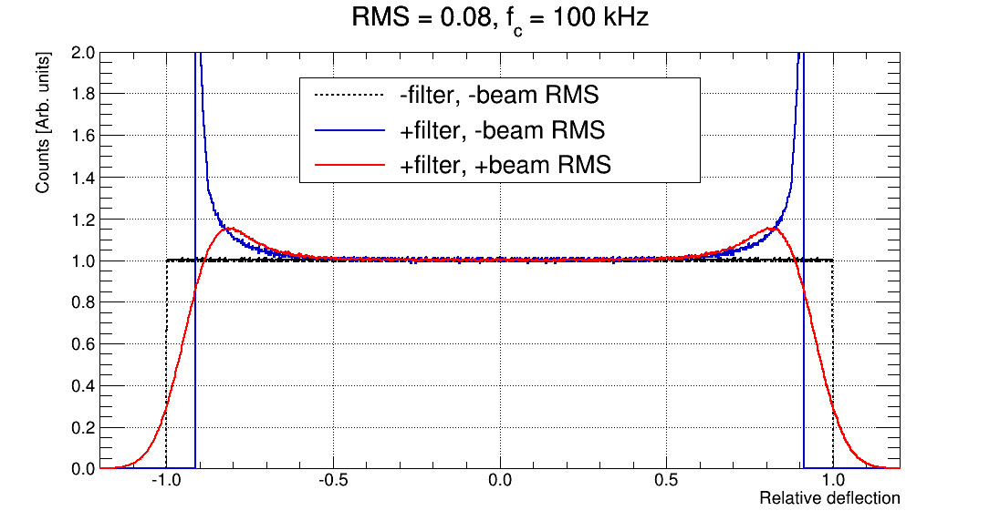 RMS = 0.08, fc = 100 kHz
Counts [Arb. units]
2.0
1.8
1.6
1.4
1.2
1.0
0.8
0.6
0.4
0.2
0.0
-filter, -beam RMS
+filter, -beam RMS
+filter, +beam RMS
-1.0 -0.5 0.0 0.5 1.0
Relative deflection